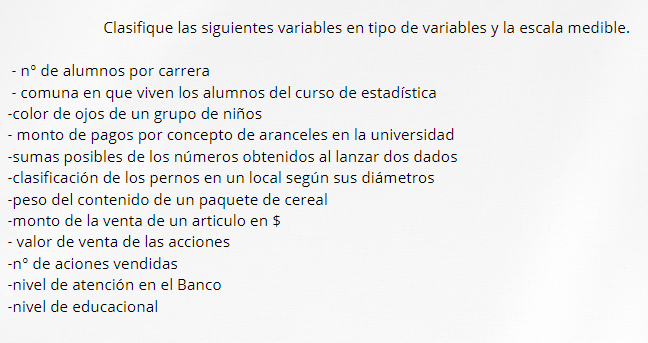 Clasifique las siguientes variables en tipo de variables y la escala medible.
- n° de alumnos por carrera
- comuna en que viven los alumnos del curso de estadística
-color de ojos de un grupo de niños
- monto de pagos por concepto de aranceles en la universidad
-sumas posibles de los números obtenidos al lanzar dos dados
-clasificación de los pernos en un local según sus diámetros
-peso del contenido de un paquete de cereal
-monto de la venta de un articulo en $
- valor de venta de las acciones
-n° de aciones vendidas
-nivel de atención en el Banco
-nivel de educacional